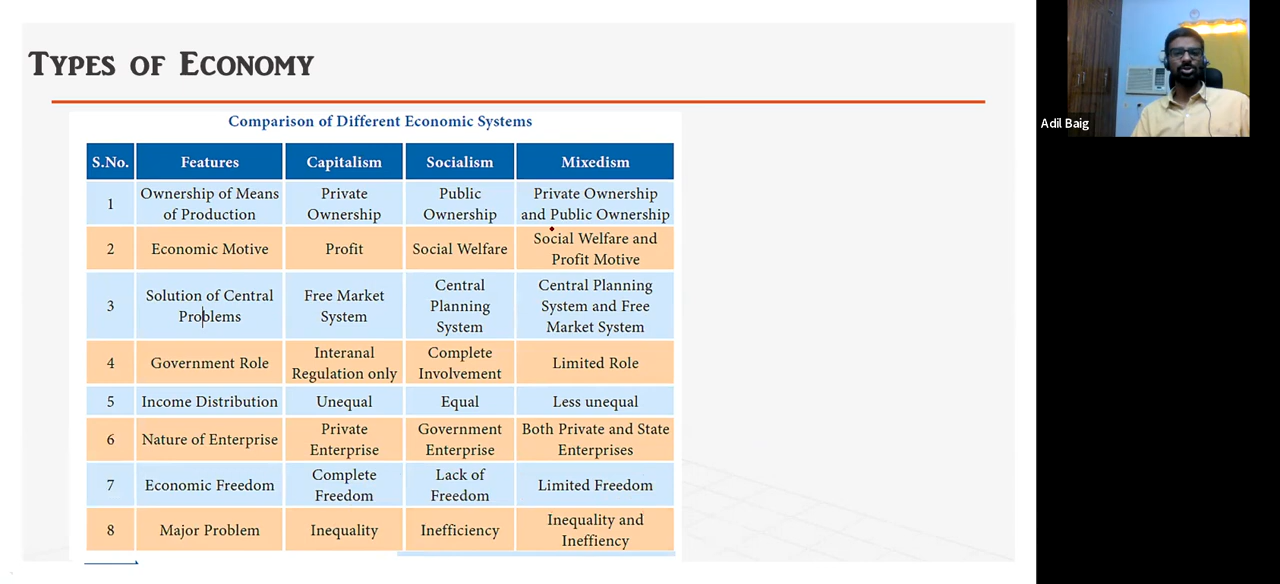 TYPES OF ECONOMY
Comparison of Different Economic Systems
S.No. Features Capitalism Socialism Mixedism
1 Ownership of Means of Production Private Ownership Public Ownership Private Ownership and Public Ownership
2 Economic Motive Profit Social Welfare Social Welfare and Profit Motive
3 Solution of Central Problems Free Market System Central Planning System Central Planning System and Free Market System
4 Government Role Interanal Regulation only Complete Involvement Limited Role
5 Income Distribution Unequal Equal Less unequal
6 Nature of Enterprise Private Enterprise Government Enterprise Both Private and State Enterprises
7 Economic Freedom Complete Freedom Lack of Freedom Limited Freedom
8 Major Problem Inequality Inefficiency Inequality and Ineffiency
Adil Baig